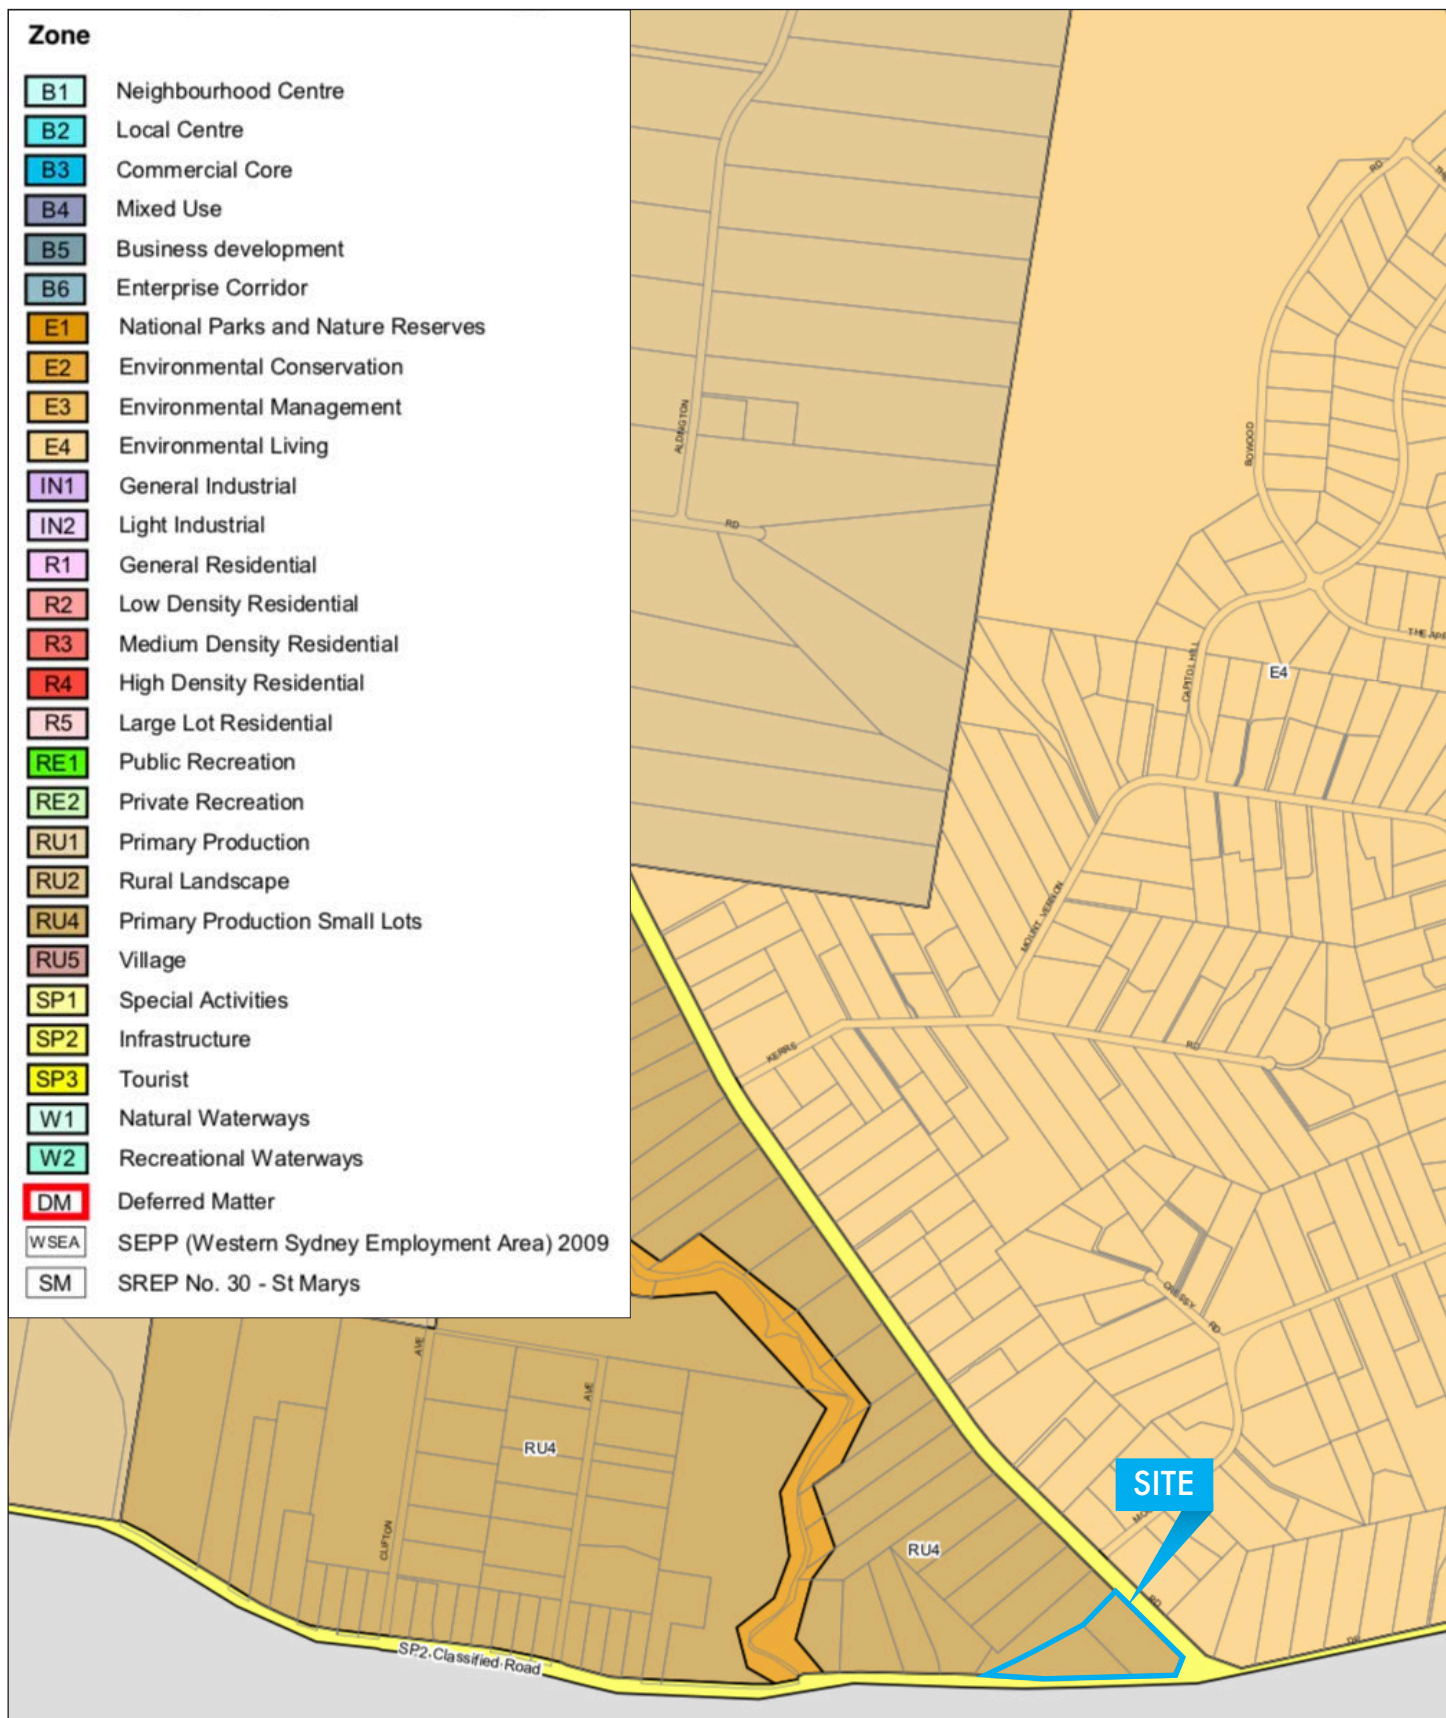 Zone
B1 Neighbourhood Centre
B2 Local Centre
B3 Commercial Core
B4 Mixed Use
B5 Business development
B6 Enterprise Corridor
E1 National Parks and Nature Reserves
E2 Environmental Conservation
E3 Environmental Management
E4 Environmental Living
IN1 General Industrial
IN2 Light Industrial
R1 General Residential
R2 Low Density Residential
R3 Medium Density Residential
R4 High Density Residential
R5 Large Lot Residential
RE1 Public Recreation
RE2 Private Recreation
RU1 Primary Production
RU2 Rural Landscape
RU4 Primary Production Small Lots
RU5 Village
SP1 Special Activities
SP2 Infrastructure
SP3 Tourist
W1 Natural Waterways
W2 Recreational Waterways
DM Deferred Matter
WSEA SEPP (Western Sydney Employment Area) 2009
SM SREP No. 30 - St Marys
RD
ALDINGTON
BOWOOD
RD
THE APP
CAPITOL HILL
E4
MOUNT VERNON
KERRS
RD
CRESSY
RD
AVE
AVE
RU4
SITE
CLIFTON
RU4
RD
SP2 Classified Road